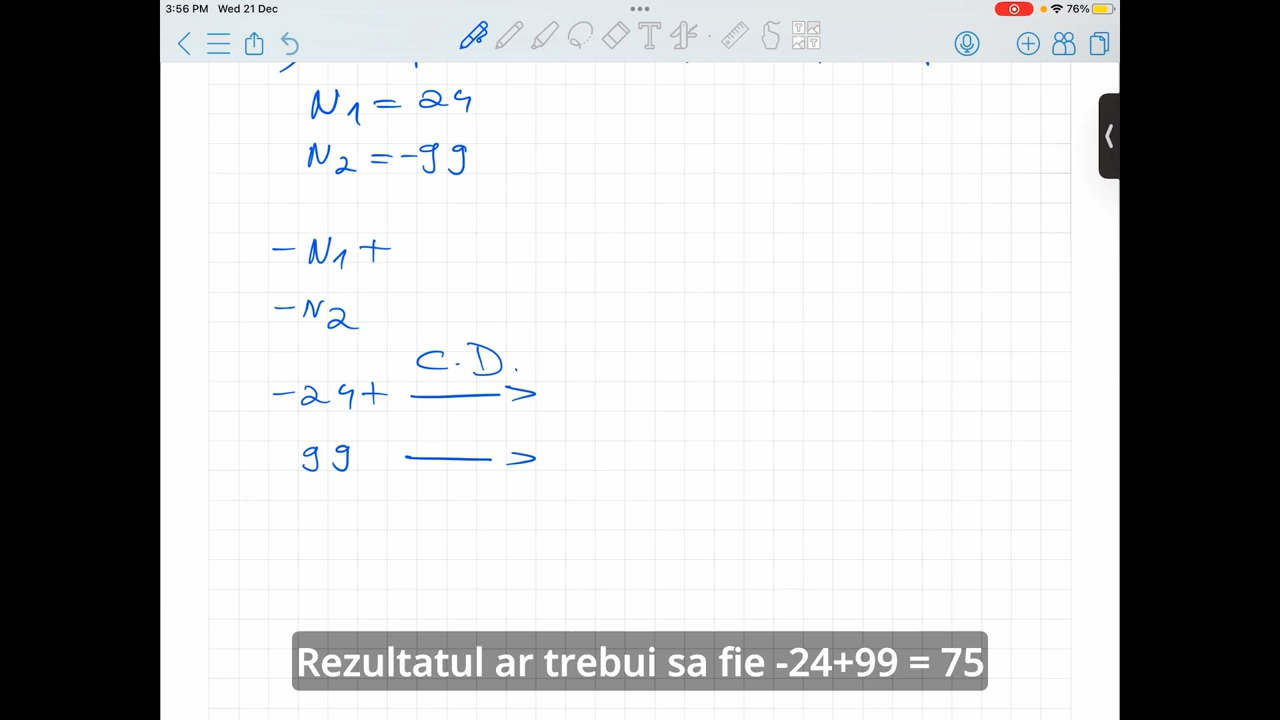 3:56 PM Wed 21 Dec
76%
N1 = 24
N2 = -99
-N1 +
-N2
C.D.
-24+ →
99 →
Rezultatul ar trebui sa fie -24+99 = 75